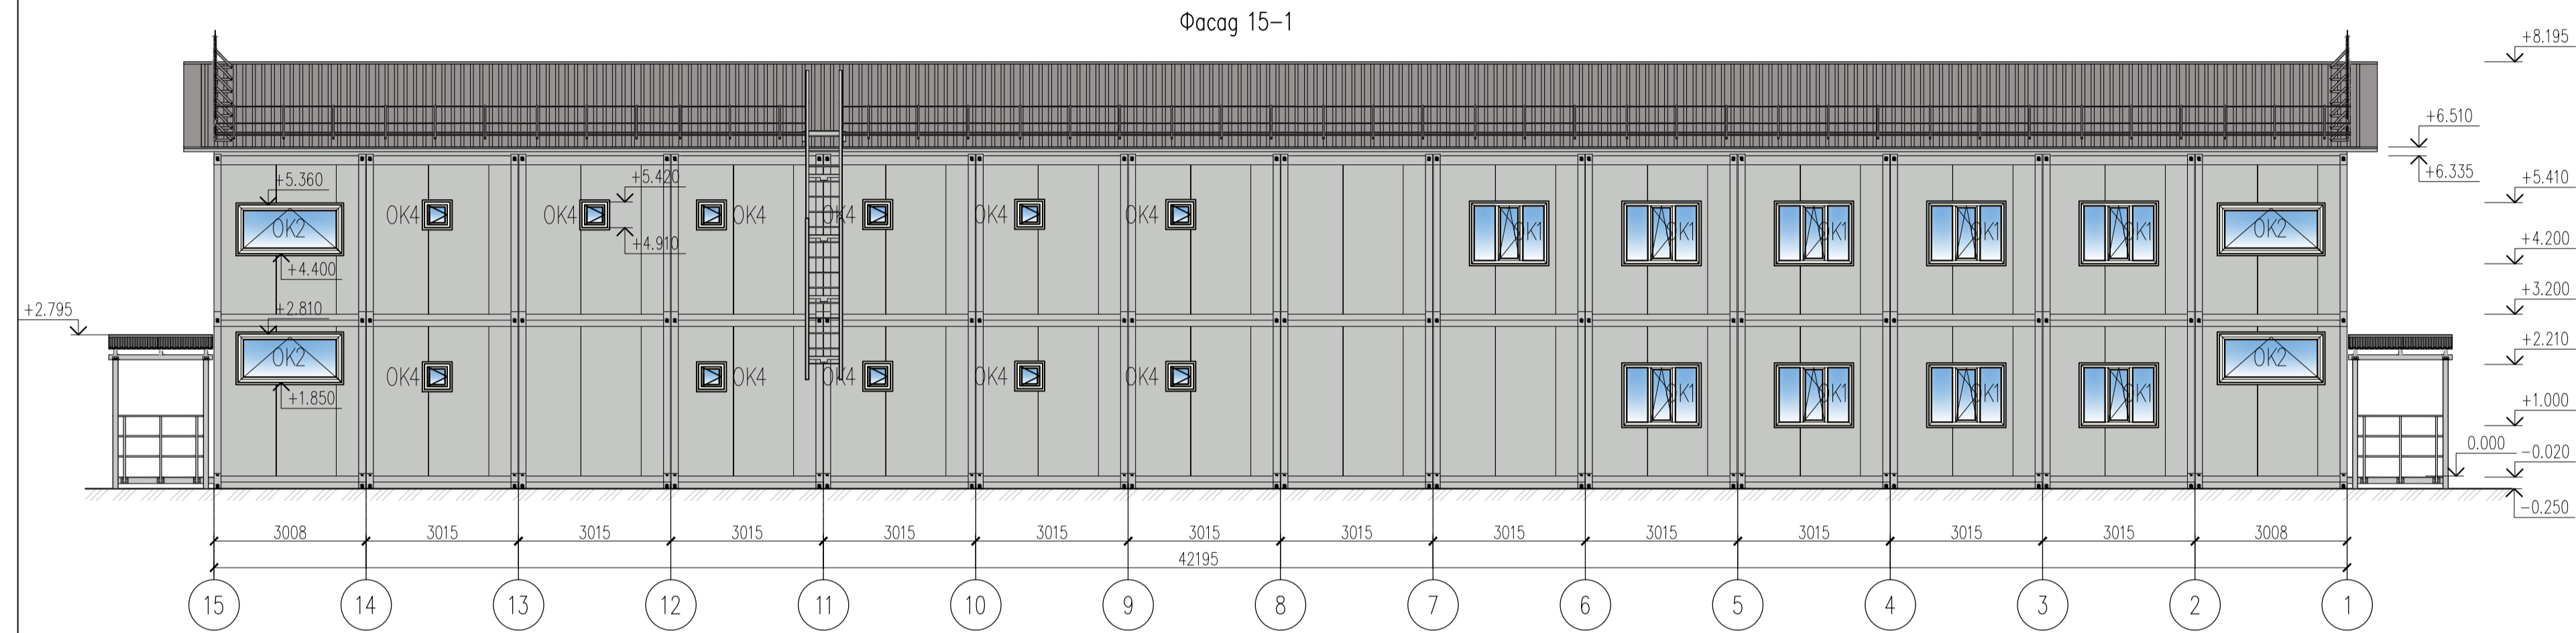 Фасад 15-1
+8.195
+6.510
+6.335
+5.410
+4.200
+3.200
+2.210
+1.000
0.000
-0.020
-0.250
+2.795
+5.360
ОК2
+4.400
ОК4
ОК4
+5.420
+4.910
ОК4
ОК4
ОК4
ОК4
ОК1
ОК1
ОК1
ОК1
ОК1
ОК2
+2.810
ОК2
+1.850
ОК4
ОК4
ОК4
ОК4
ОК4
ОК1
ОК1
ОК1
ОК1
ОК2
3008 3015 3015 3015 3015 3015 3015 3015 3015 3015 3015 3015 3015 3008
42195
15 14 13 12 11 10 9 8 7 6 5 4 3 2 1